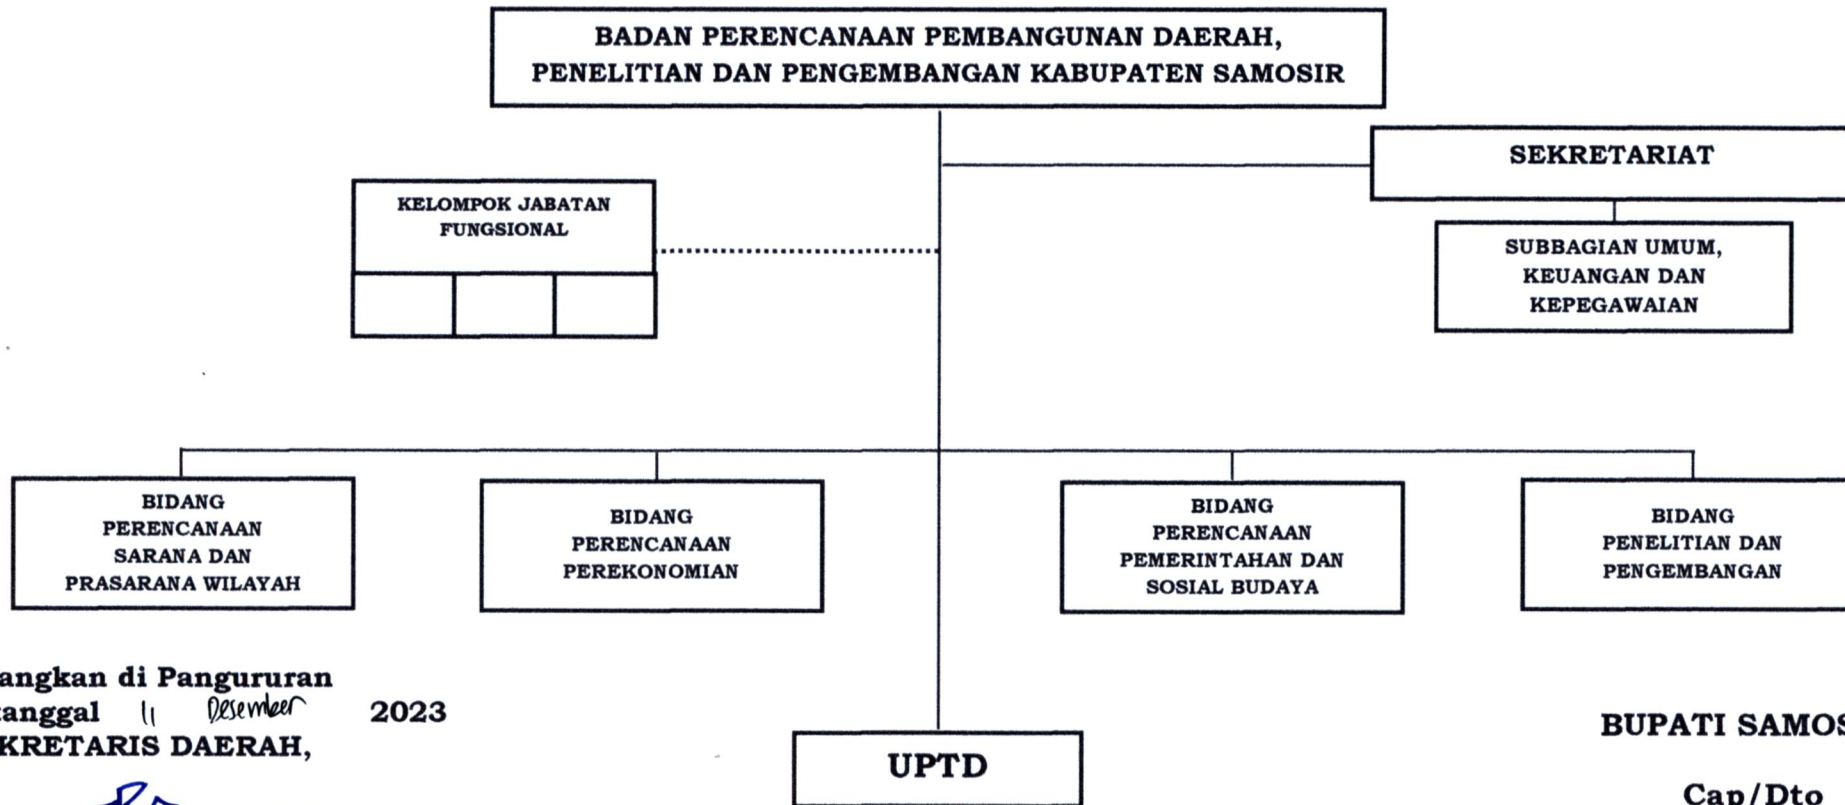 BADAN PERENCANAAN PEMBANGUNAN DAERAH,
PENELITIAN DAN PENGEMBANGAN KABUPATEN SAMOSIR
SEKRETARIAT
KELOMPOK JABATAN
FUNGSIONAL
SUBBAGIAN UMUM,
KEUANGAN DAN
KEPEGAWAIAN
BIDANG
PERENCANAAN
SARANA DAN
PRASARANA WILAYAH
BIDANG
PERENCANAAN
PEREKONOMIAN
BIDANG
PERENCANAAN
PEMERINTAHAN DAN
SOSIAL BUDAYA
BIDANG
PENELITIAN DAN
PENGEMBANGAN
angkan di Pangururan
tanggal 11 Desember 2023
KRETARIS DAERAH,
UPTD
BUPATI SAMOS
Cap/Dto